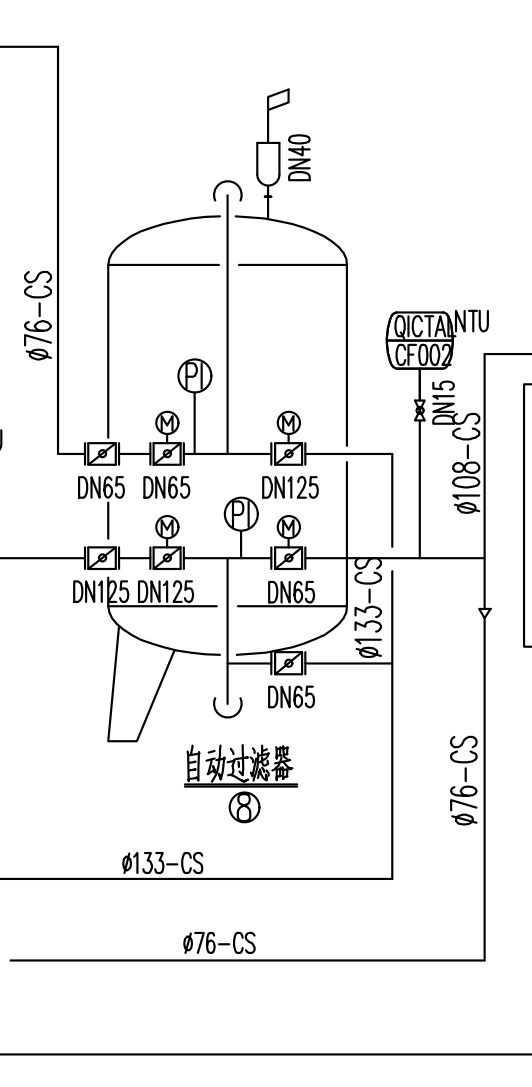 DN40
ø76-CS
QICTAL NTU
CF002
PI
DN15
M
M
ø108-CS
DN65
DN65
DN125
PI
M
M
DN125
DN125
DN65
ø133-CS
DN65
自动过滤器
8
ø76-CS
ø133-CS
ø76-CS